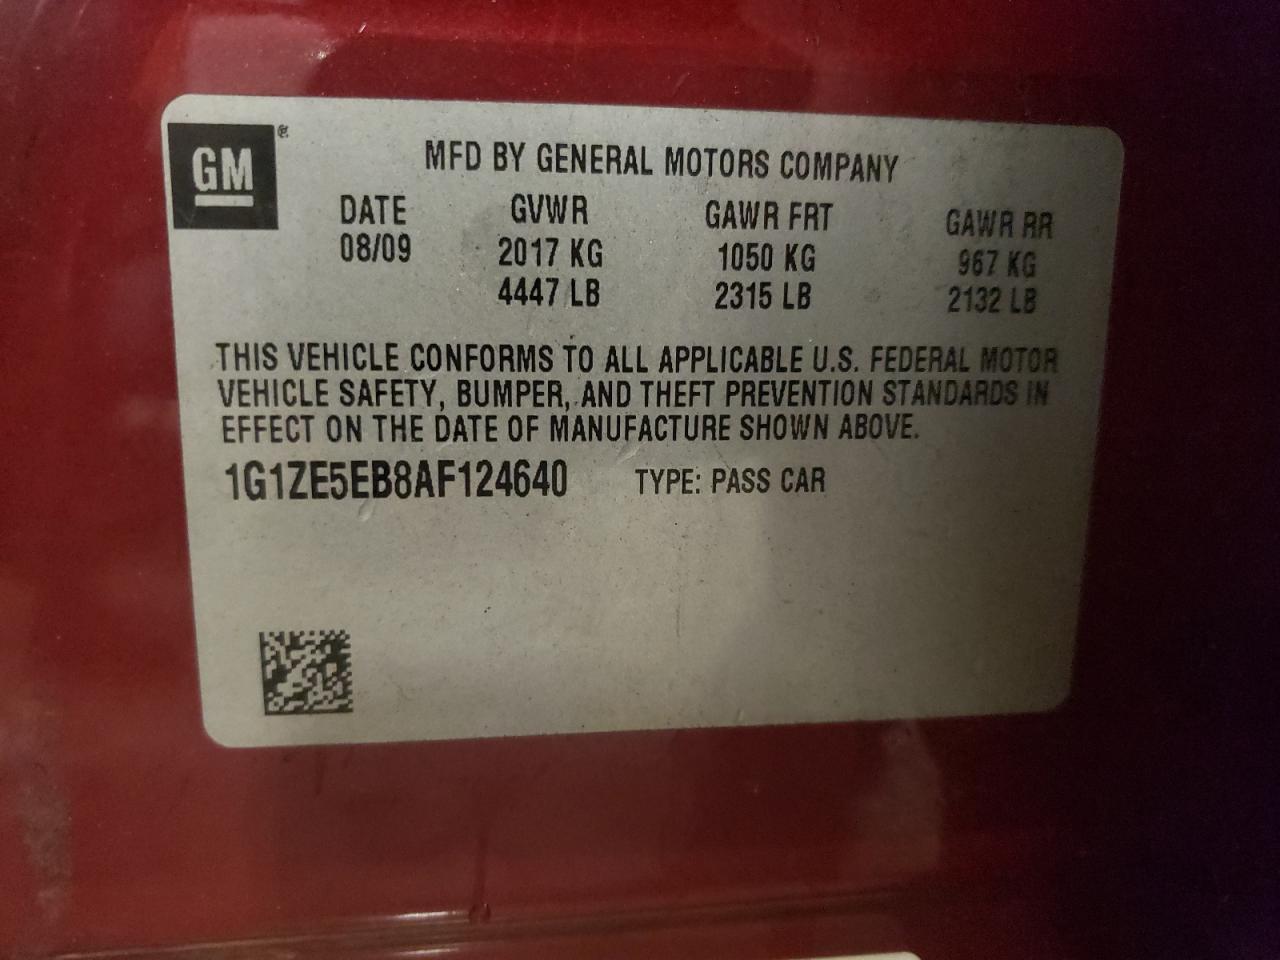 GM
MFD BY GENERAL MOTORS COMPANY
DATE GVWR GAWR FRT GAWR RR
08/09 2017 KG 1050 KG 967 KG
4447 LB 2315 LB 2132 LB
THIS VEHICLE CONFORMS TO ALL APPLICABLE U.S. FEDERAL MOTOR
VEHICLE SAFETY, BUMPER, AND THEFT PREVENTION STANDARDS IN
EFFECT ON THE DATE OF MANUFACTURE SHOWN ABOVE.
1G1ZE5EB8AF124640 TYPE: PASS CAR